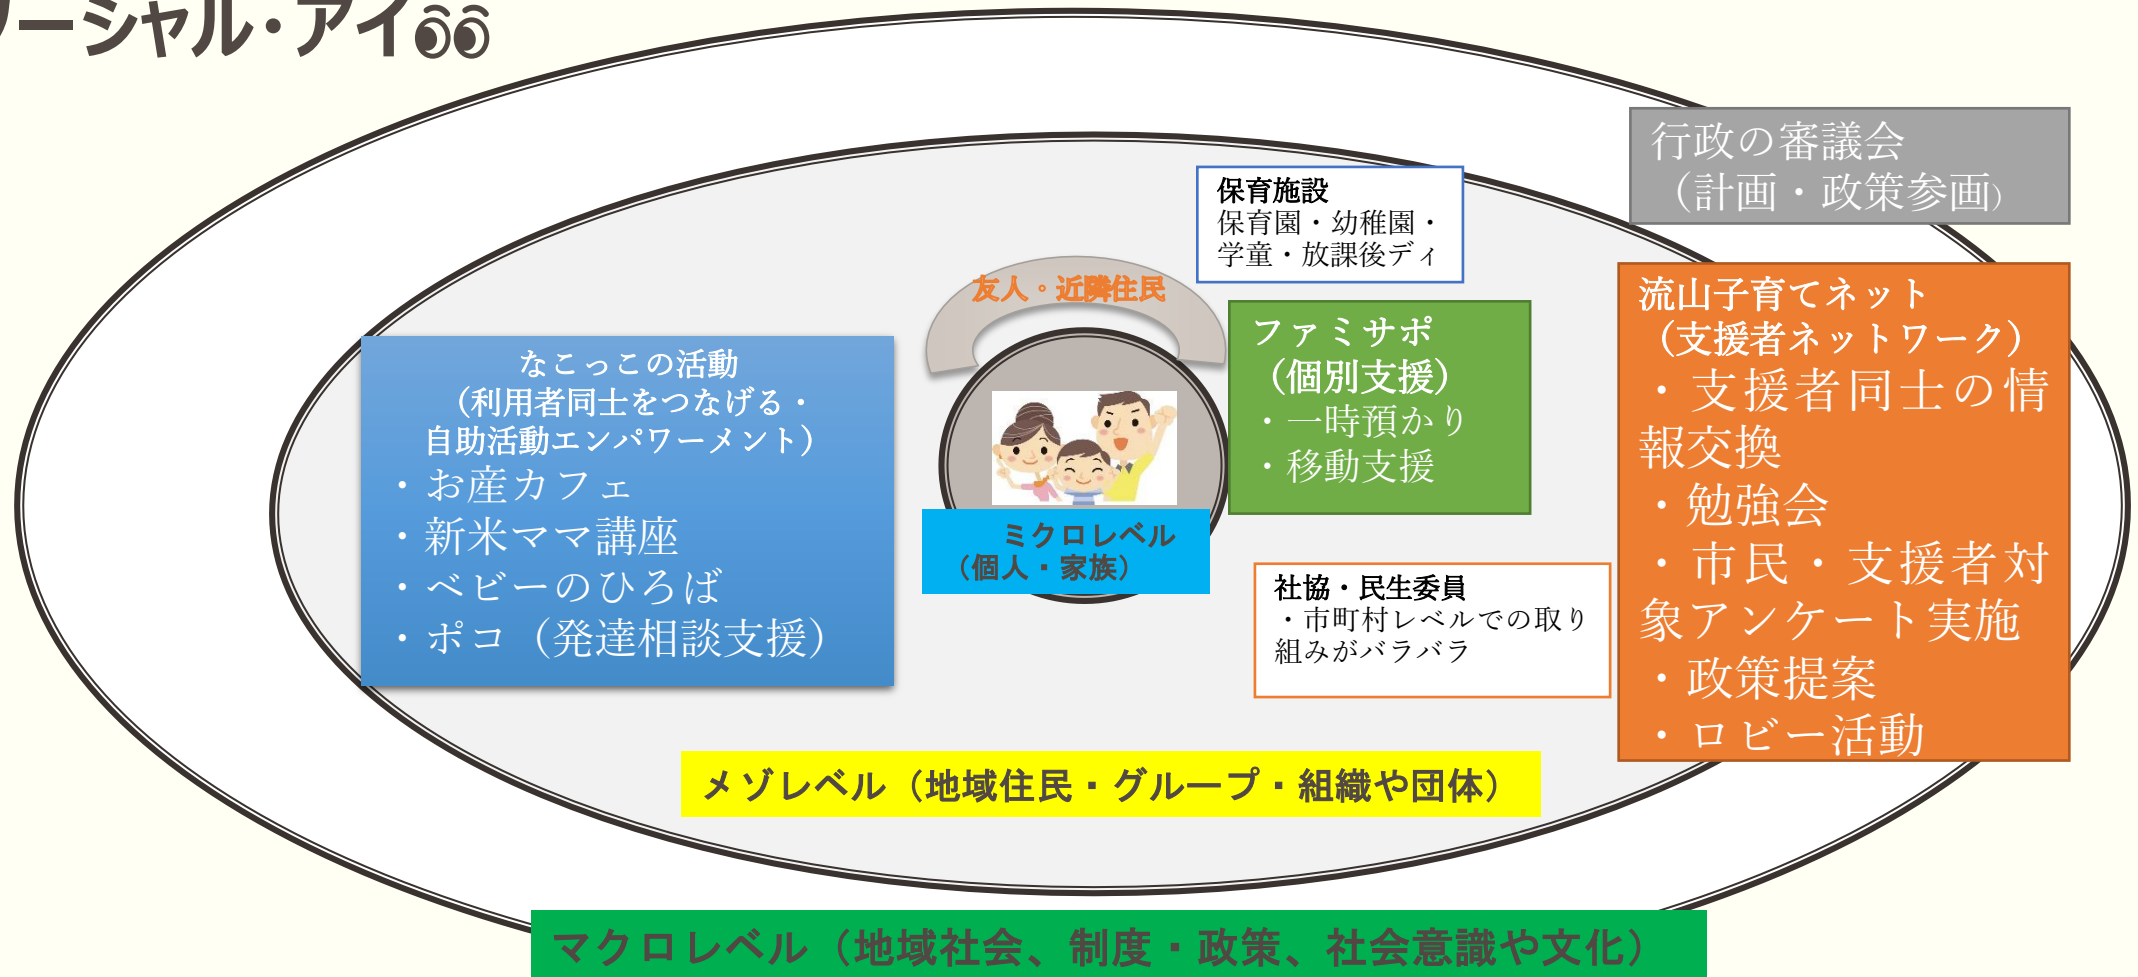 ーシャル・アイ
行政の審議会
（計画・政策参画）
保育施設
保育園・幼稚園・
学童・放課後ディ
友人。近隣住民
流山子育てネット
（支援者ネットワーク）
・支援者同士の情
報交換
・勉強会
・市民・支援者対
象アンケート実施
・政策提案
・ロビー活動
ファミサポ
（個別支援）
・一時預かり
・移動支援
なこっこの活動
（利用者同士をつなげる・
自助活動エンパワーメント）
・お産カフェ
・新米ママ講座
・ベビーのひろば
・ポコ（発達相談支援）
ミクロレベル
（個人・家族）
社協・民生委員
・市町村レベルでの取り
組みがバラバラ
メゾレベル（地域住民・グループ・組織や団体）
マクロレベル（地域社会、制度・政策、社会意識や文化）